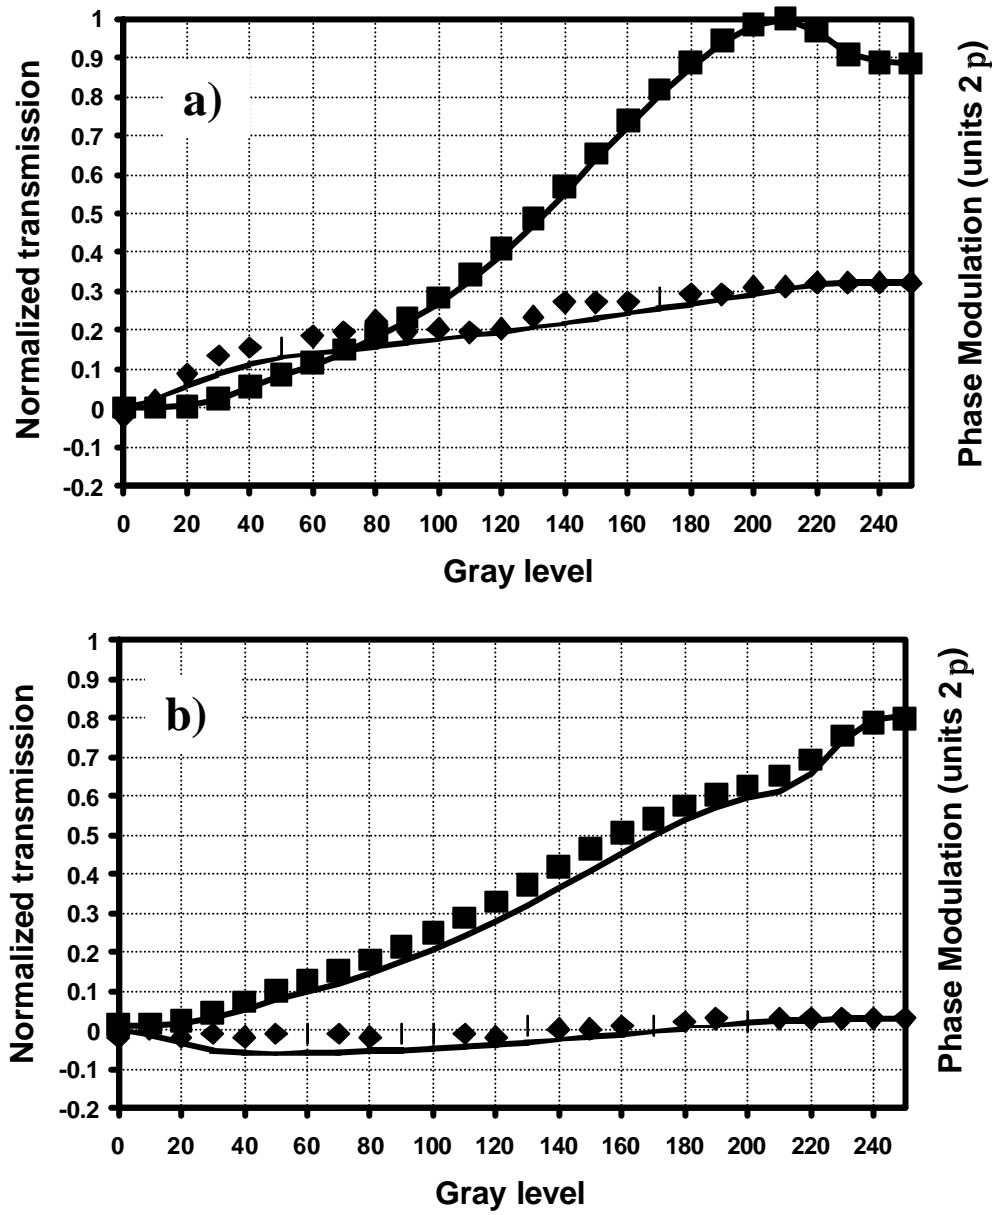 a)
Normalized transmission
1
0.9
0.8
0.7
0.6
0.5
0.4
0.3
0.2
0.1
0
-0.1
-0.2
0 20 40 60 80 100 120 140 160 180 200 220 240
Gray level
Phase Modulation (units 2 p)
b)
Normalized transmission
1
0.9
0.8
0.7
0.6
0.5
0.4
0.3
0.2
0.1
0
-0.1
-0.2
0 20 40 60 80 100 120 140 160 180 200 220 240
Gray level
Phase Modulation (units 2 p)